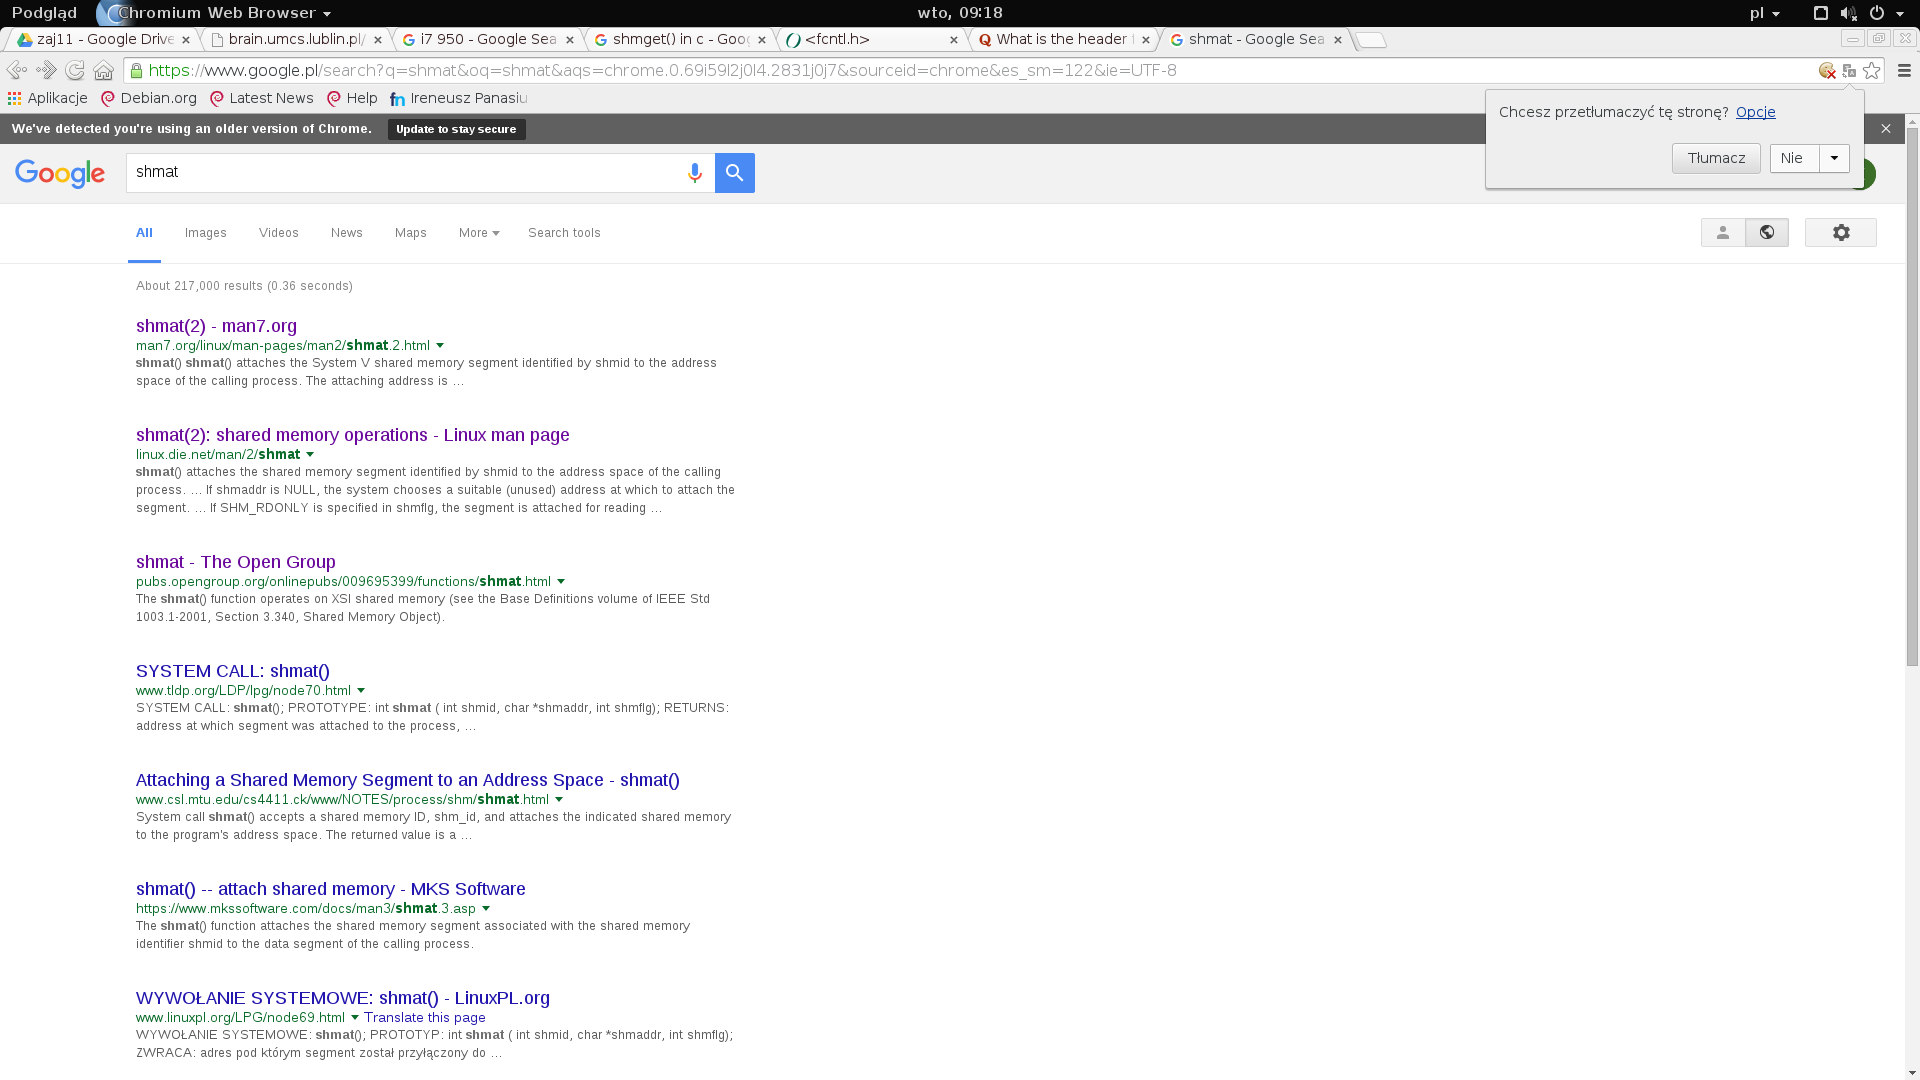 Podgląd Chromium Web Browser wto, 09:18 pl
zaj11 - Google Drive brain.umcs.lublin.pl/ i7 950 - Google Sea shmget() in c - Goog <fcntl.h> What is the header shmat - Google Sea
https://www.google.pl/search?q=shmat&oq=shmat&aqs=chrome.0.69i59l2j0l4.2831j0j7&sourceid=chrome&es_sm=122&ie=UTF-8
Aplikacje Debian.org Latest News Help Ireneusz Panasiu
Chcesz przetłumaczyć tę stronę? Opcje
Tłumacz Nie
We've detected you're using an older version of Chrome. Update to stay secure
Google shmat
All Images Videos News Maps More Search tools
About 217,000 results (0.36 seconds)
shmat(2) - man7.org
man7.org/linux/man-pages/man2/shmat.2.html
shmat() shmat() attaches the System V shared memory segment identified by shmid to the address
space of the calling process. The attaching address is ...
shmat(2): shared memory operations - Linux man page
linux.die.net/man/2/shmat
shmat() attaches the shared memory segment identified by shmid to the address space of the calling
process. ... If shmaddr is NULL, the system chooses a suitable (unused) address at which to attach the
segment. ... If SHM_RDONLY is specified in shmflg, the segment is attached for reading ...
shmat - The Open Group
pubs.opengroup.org/onlinepubs/009695399/functions/shmat.html
The shmat() function operates on XSI shared memory (see the Base Definitions volume of IEEE Std
1003.1-2001, Section 3.340, Shared Memory Object).
SYSTEM CALL: shmat()
www.tldp.org/LDP/lpg/node70.html
SYSTEM CALL: shmat(); PROTOTYPE: int shmat ( int shmid, char *shmaddr, int shmflg); RETURNS:
address at which segment was attached to the process, ...
Attaching a Shared Memory Segment to an Address Space - shmat()
www.csl.mtu.edu/cs4411.ck/www/NOTES/process/shm/shmat.html
System call shmat() accepts a shared memory ID, shm_id, and attaches the indicated shared memory
to the program's address space. The returned value is a ...
shmat() -- attach shared memory - MKS Software
https://www.mkssoftware.com/docs/man3/shmat.3.asp
The shmat() function attaches the shared memory segment associated with the shared memory
identifier shmid to the data segment of the calling process.
WYWOŁANIE SYSTEMOWE: shmat() - LinuxPL.org
www.linuxpl.org/LPG/node69.html Translate this page
WYWOŁANIE SYSTEMOWE: shmat(); PROTOTYP: int shmat ( int shmid, char *shmaddr, int shmflg);
ZWRACA: adres pod którym segment został przyłączony do ...